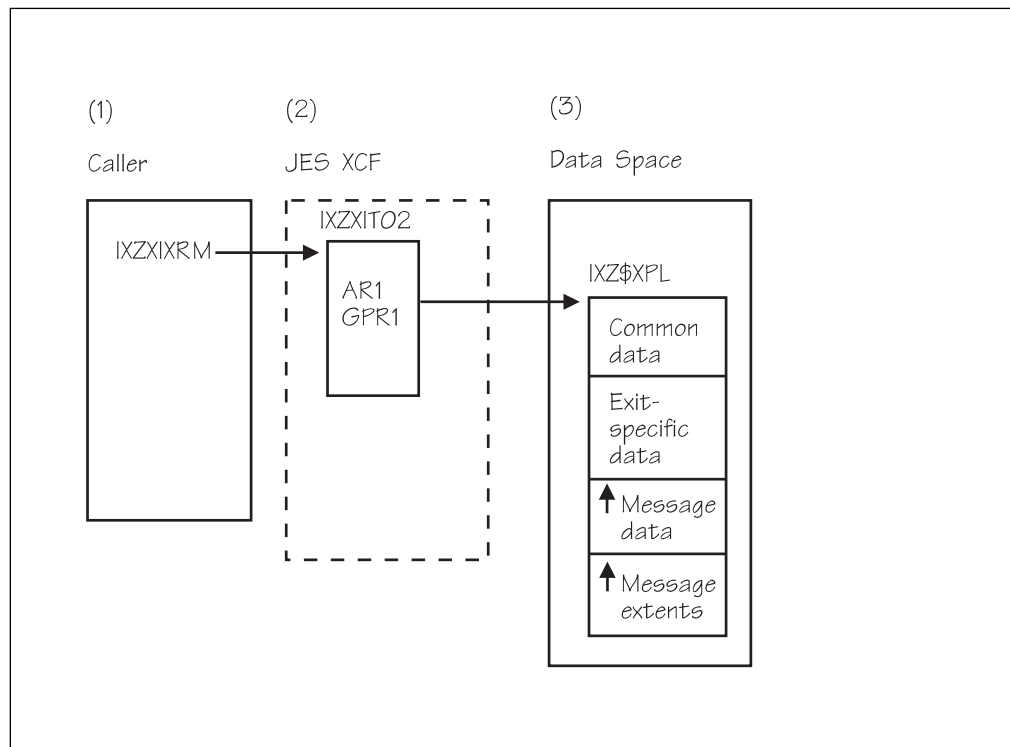 (1)
Caller
IXZXIXRM
(2)
JES XCF
IXZXIT02
AR1
GPR1
(3)
Data Space
IXZ$XPL
Common
data
Exit-
specific
data
Message
data
Message
extents